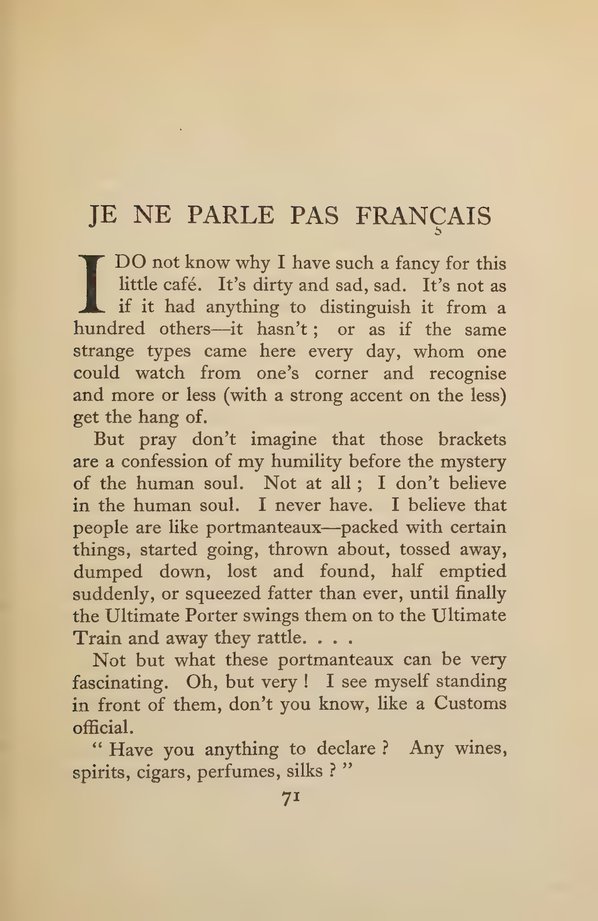 JE NE PARLE PAS FRANÇAIS
I DO not know why I have such a fancy for this
little café. It's dirty and sad, sad. It's not as
if it had anything to distinguish it from a
hundred others—it hasn't ; or as if the same
strange types came here every day, whom one
could watch from one's corner and recognise
and more or less (with a strong accent on the less)
get the hang of.
But pray don't imagine that those brackets
are a confession of my humility before the mystery
of the human soul. Not at all ; I don't believe
in the human soul. I never have. I believe that
people are like portmanteaux—packed with certain
things, started going, thrown about, tossed away,
dumped down, lost and found, half emptied
suddenly, or squeezed fatter than ever, until finally
the Ultimate Porter swings them on to the Ultimate
Train and away they rattle. . . .
Not but what these portmanteaux can be very
fascinating. Oh, but very ! I see myself standing
in front of them, don't you know, like a Customs
official.
“ Have you anything to declare ? Any wines,
spirits, cigars, perfumes, silks ? ”
71